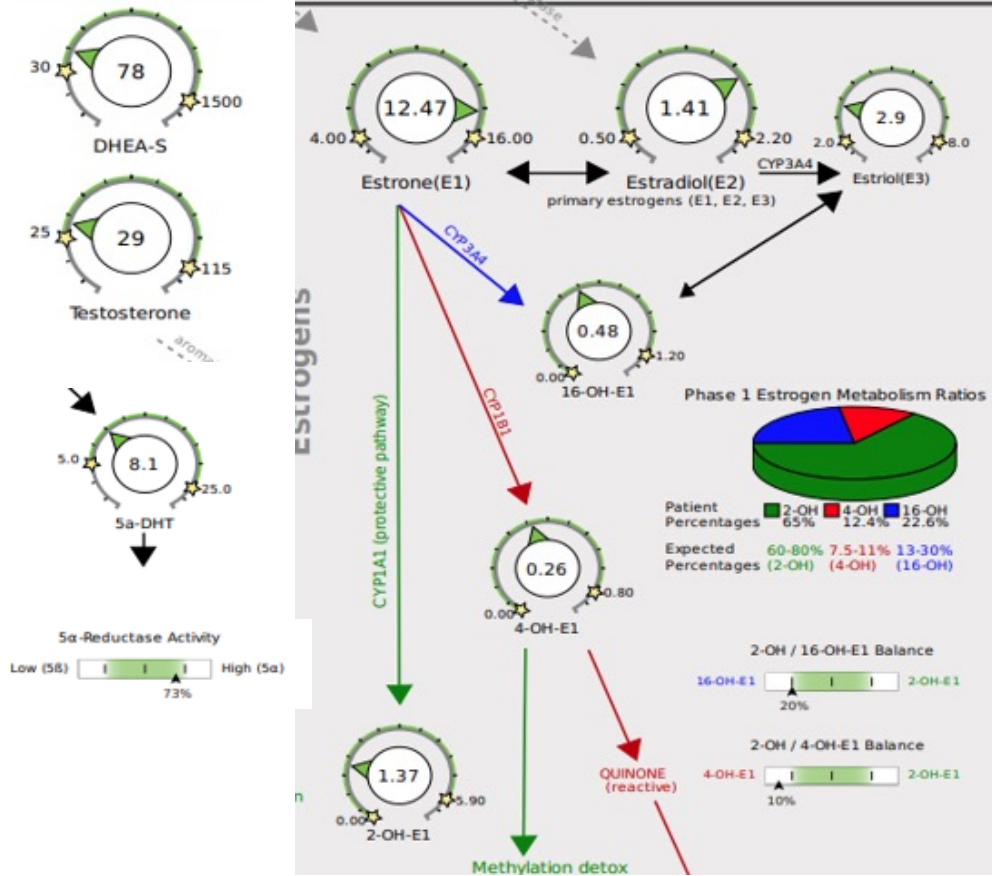 78
30
1500
DHEA-S
29
25
115
Testosterone
8.1
5.0
25.0
5a-DHT
5α-Reductase Activity
Low (5ß)
High (5α)
73%
Estrogens
12.47
4.00
16.00
Estrone(E1)
1.41
0.50
2.20
Estradiol(E2)
primary estrogens (E1, E2, E3)
CYP3A4
2.9
2.0
8.0
Estriol(E3)
CYP3A4
0.48
0.00
1.20
16-OH-E1
CYP1B1
CYP1A1 (protective pathway)
0.26
0.00
0.80
4-OH-E1
1.37
0.00
5.90
2-OH-E1
QUINONE
(reactive)
Methylation detox
Phase 1 Estrogen Metabolism Ratios
Patient 2-OH 4-OH 16-OH
Percentages 65% 12.4% 22.6%
Expected 60-80% 7.5-11% 13-30%
Percentages (2-OH) (4-OH) (16-OH)
2-OH / 16-OH-E1 Balance
16-OH-E1 2-OH-E1
20%
2-OH / 4-OH-E1 Balance
4-OH-E1 2-OH-E1
10%